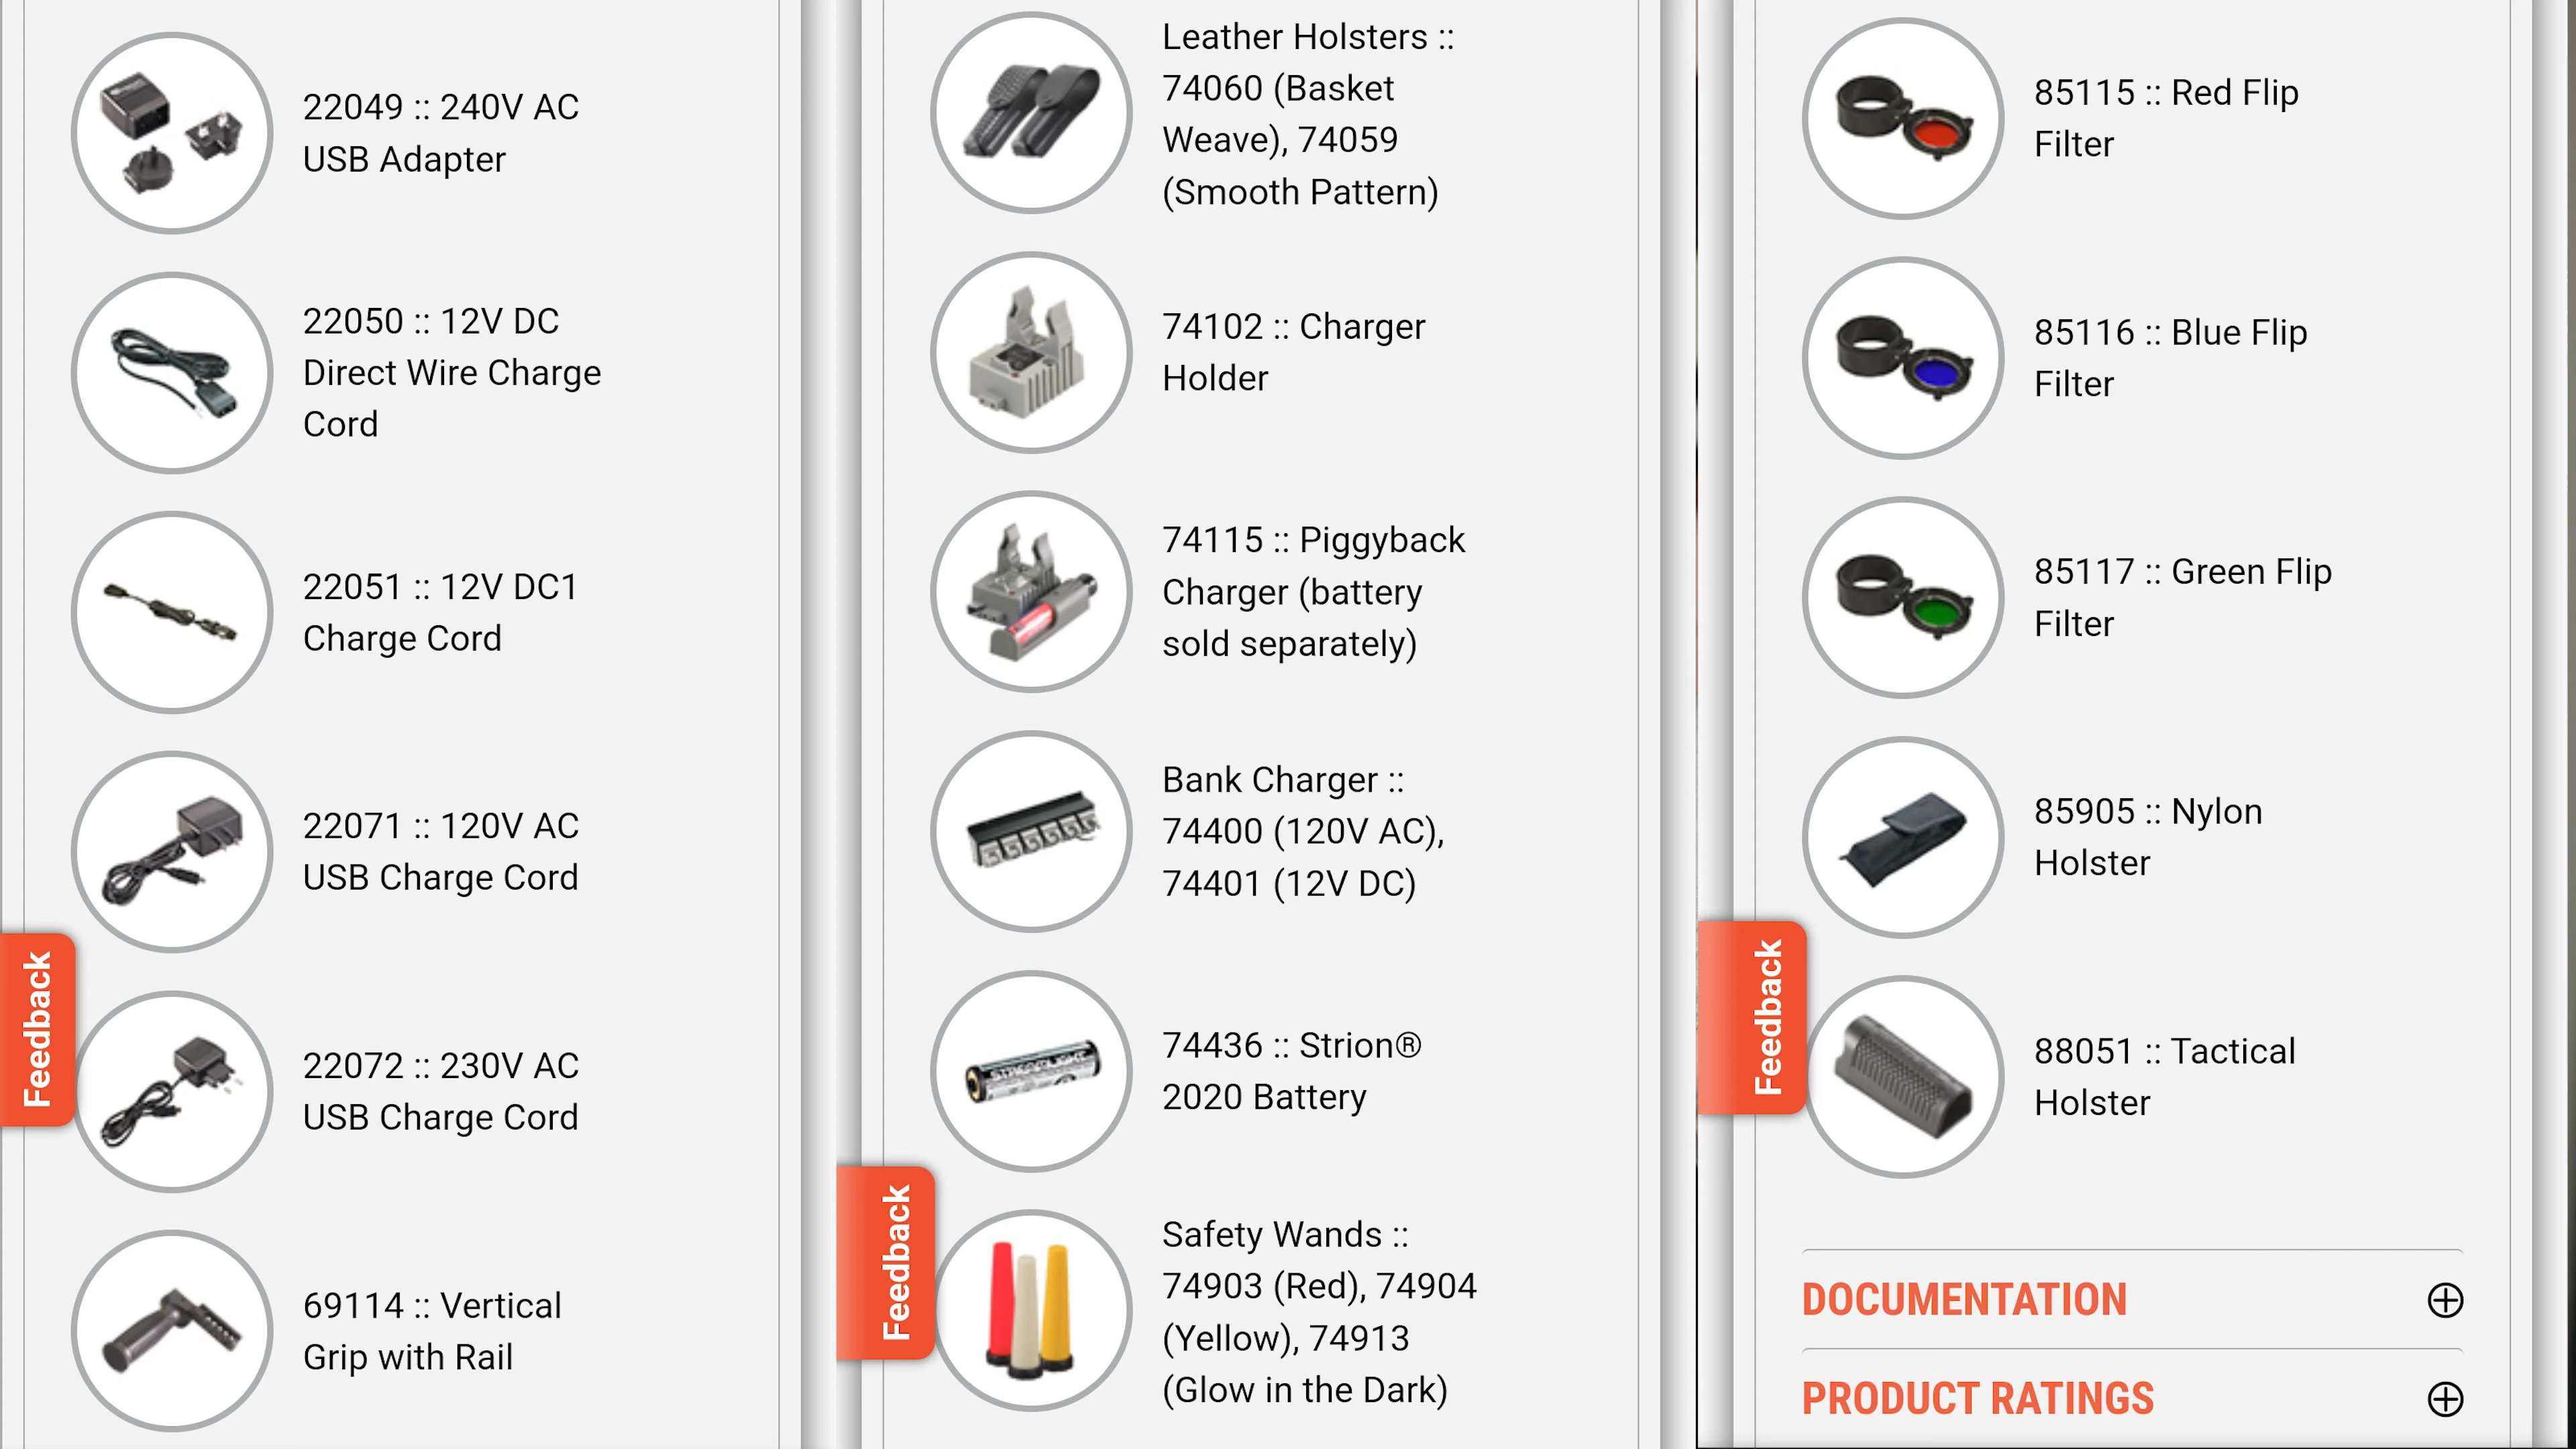 22049 :: 240V AC
USB Adapter
22050 :: 12V DC
Direct Wire Charge
Cord
22051 :: 12V DC1
Charge Cord
22071 :: 120V AC
USB Charge Cord
22072 :: 230V AC
USB Charge Cord
69114 :: Vertical
Grip with Rail
Feedback
Leather Holsters ::
74060 (Basket
Weave), 74059
(Smooth Pattern)
74102 :: Charger
Holder
74115 :: Piggyback
Charger (battery
sold separately)
Bank Charger ::
74400 (120V AC),
74401 (12V DC)
STREAMLIGHT
74436 :: Strion®
2020 Battery
Safety Wands ::
74903 (Red), 74904
(Yellow), 74913
(Glow in the Dark)
Feedback
85115 :: Red Flip
Filter
85116 :: Blue Flip
Filter
85117 :: Green Flip
Filter
85905 :: Nylon
Holster
88051 :: Tactical
Holster
Feedback
DOCUMENTATION
PRODUCT RATINGS